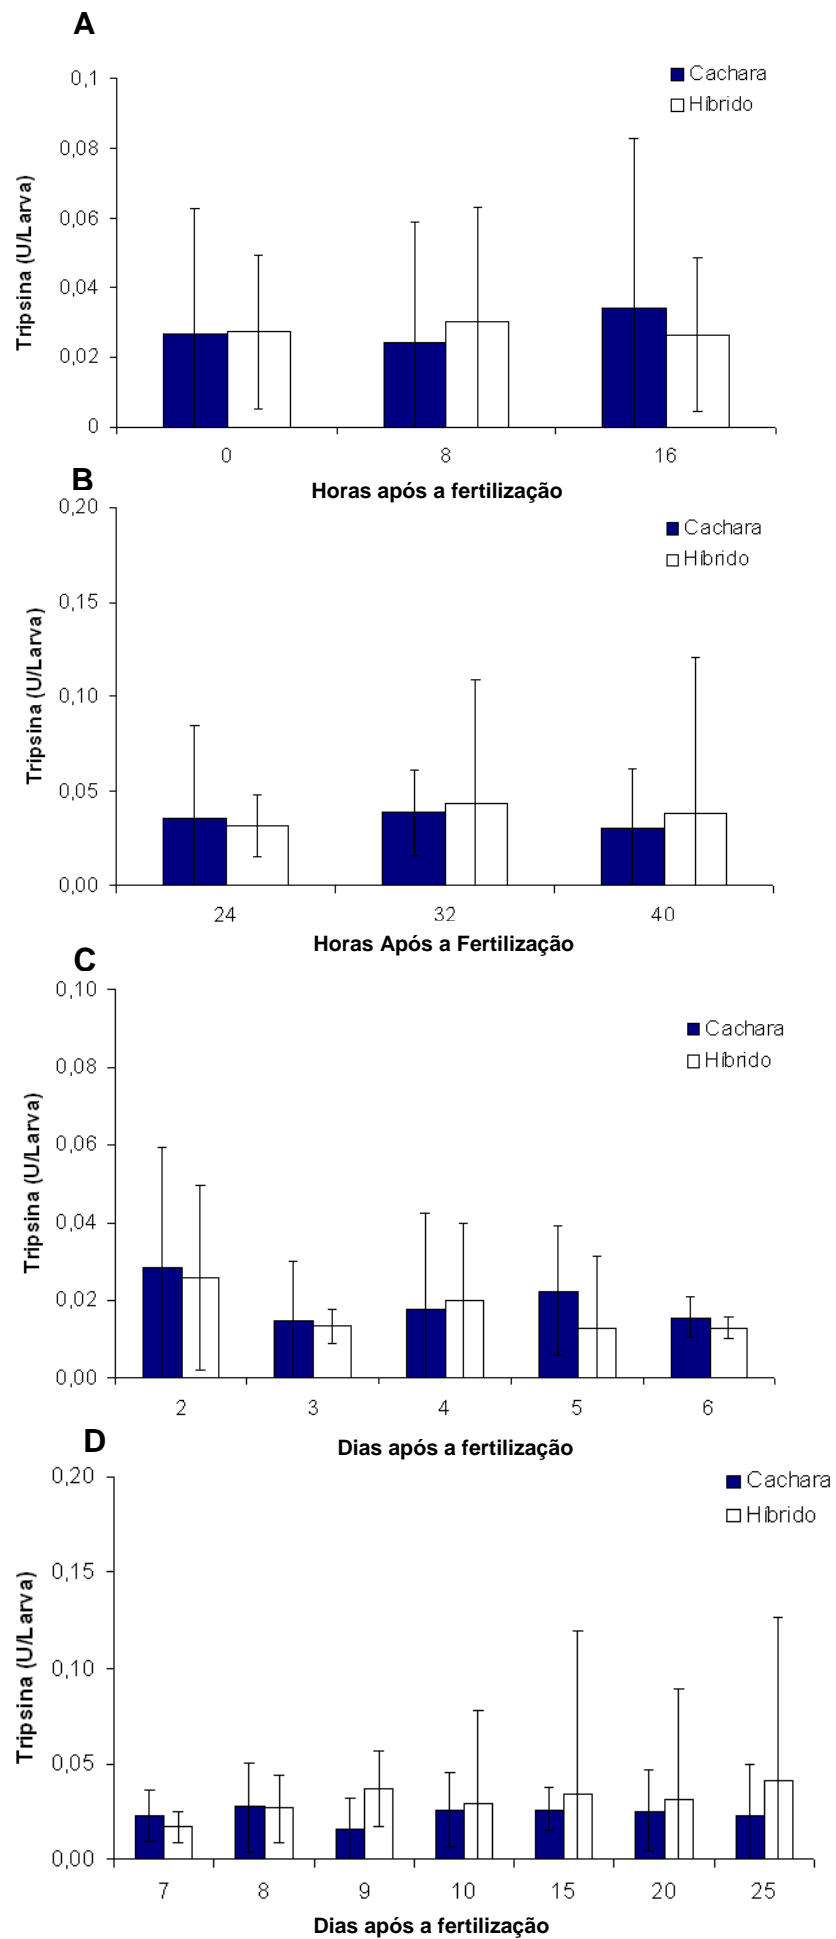 A
Cachara
Híbrido
0,1
0,08
0,06
0,04
0,02
0
Tripsina (U/Larva)
0 8 16
Horas após a fertilização
B
Cachara
Híbrido
0,20
0,15
0,10
0,05
0,00
Tripsina (U/Larva)
24 32 40
Horas Após a Fertilização
C
Cachara
Híbrido
0,10
0,08
0,06
0,04
0,02
0,00
Tripsina (U/Larva)
2 3 4 5 6
Dias após a fertilização
D
Cachara
Híbrido
0,20
0,15
0,10
0,05
0,00
Tripsina (U/Larva)
7 8 9 10 15 20 25
Dias após a fertilização